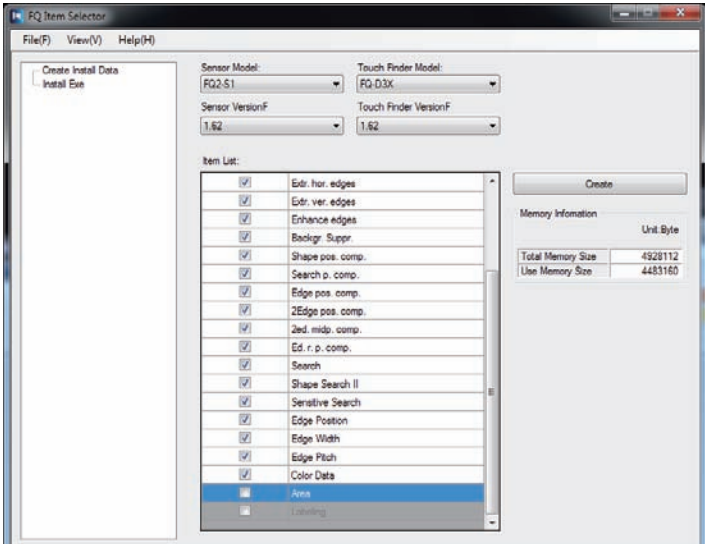 FQ Item Selector
File(F) View(V) Help(H)
Create Install Data
Install Exe
Sensor Model: Touch Finder Model:
FQ2-S1 FQ-D3X
Sensor VersionF Touch Finder VersionF
1.62 1.62
Item List:
Extr. hor. edges
Extr. ver. edges
Enhance edges
Backgr. Suppr.
Shape pos. comp.
Search p. comp.
Edge pos. comp.
2Edge pos. comp.
2ed. midp. comp.
Ed. r. p. comp.
Search
Shape Search II
Sensitive Search
Edge Position
Edge Width
Edge Pitch
Color Data
Area
Labeling
Create
Memory Infomation
Unit:Byte
Total Memory Size 4928112
Use Memory Size 4483160